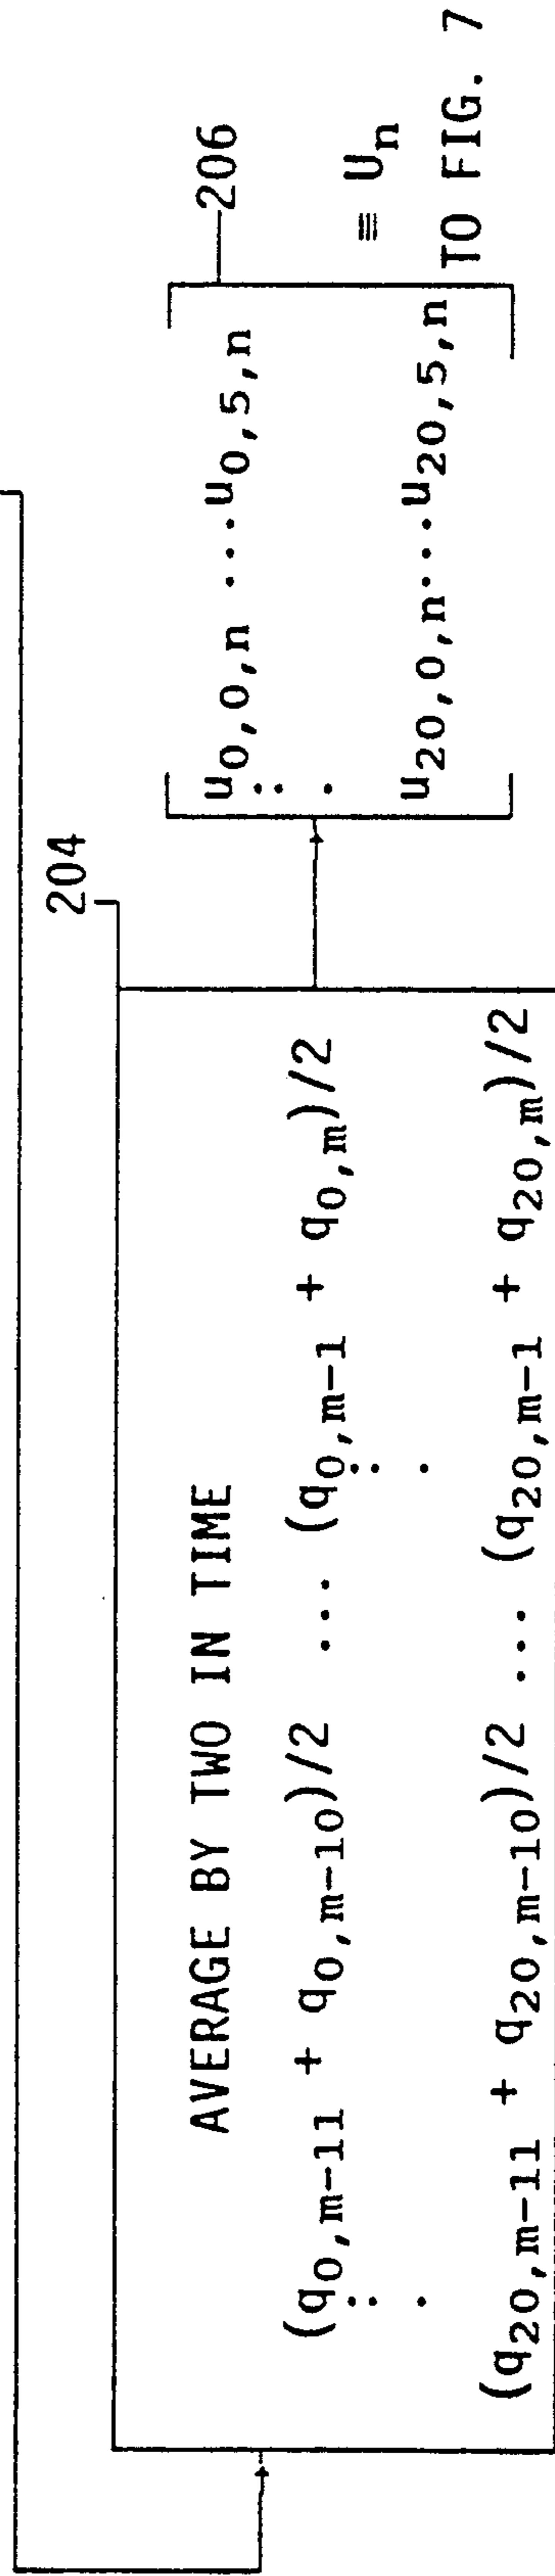 204
AVERAGE BY TWO IN TIME
(q0,m-11 + q0,m-10)/2 ... (q0,m-1 + q0,m)/2
(q20,m-11 + q20,m-10)/2 ... (q20,m-1 + q20,m)/2
206
u0,0,n ...u0,5,n
u20,0,n...u20,5,n
≡ Un
TO FIG. 7